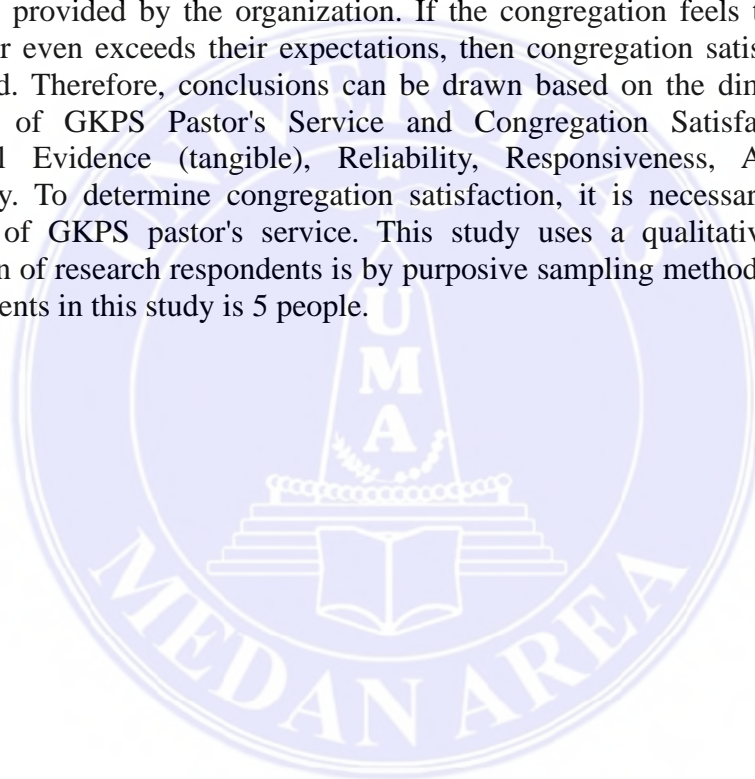 provided by the organization. If the congregation feels t
r even exceeds their expectations, then congregation satis
d. Therefore, conclusions can be drawn based on the dim
of GKPS Pastor's Service and Congregation Satisfa
l Evidence (tangible), Reliability, Responsiveness, A
y. To determine congregation satisfaction, it is necessar
of GKPS pastor's service. This study uses a qualitativ
n of research respondents is by purposive sampling method
ents in this study is 5 people.
UNIVERSITAS
U
M
A
MEDAN AREA